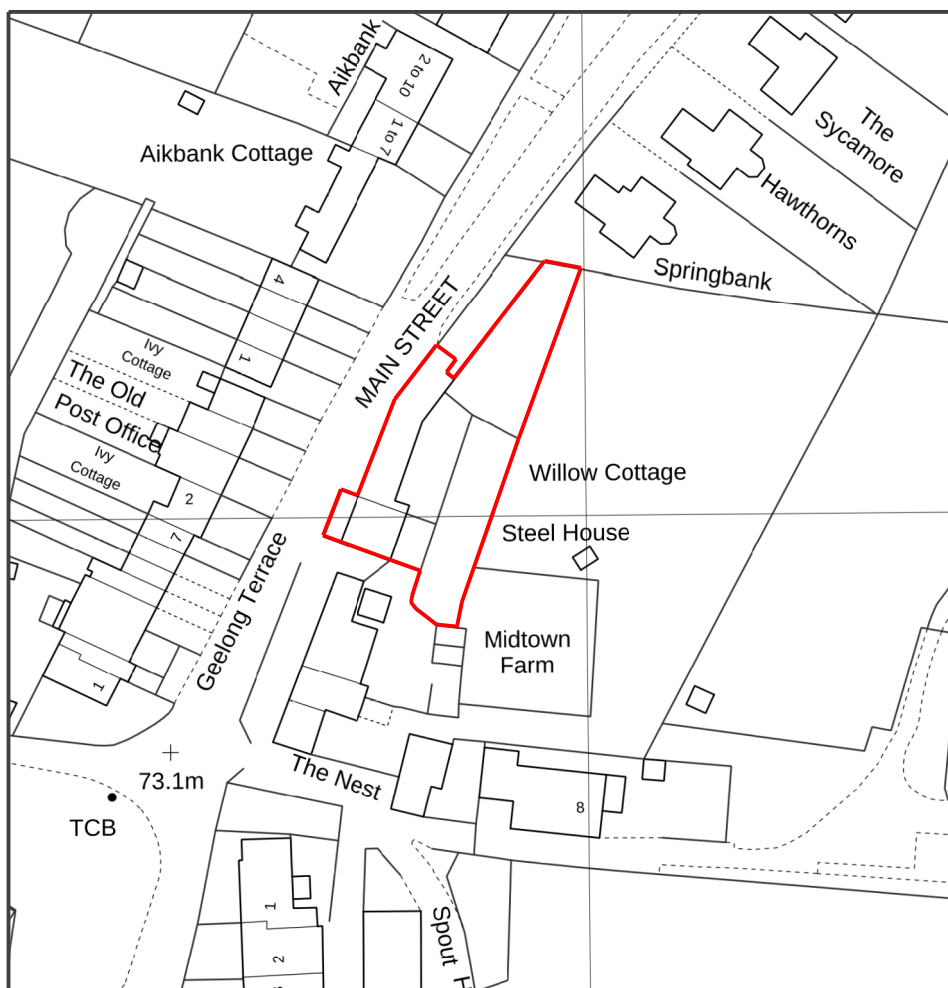 Aikbank
2 to 10
1 to 7
Aikbank Cottage
The
Sycamore
Hawthorns
Springbank
MAIN STREET
4
1
Ivy
Cottage
The Old
Post Office
Ivy
Cottage
2
7
Willow Cottage
Steel House
Geelong Terrace
Midtown
Farm
1
73.1m
TCB
The Nest
8
1
2
Spout